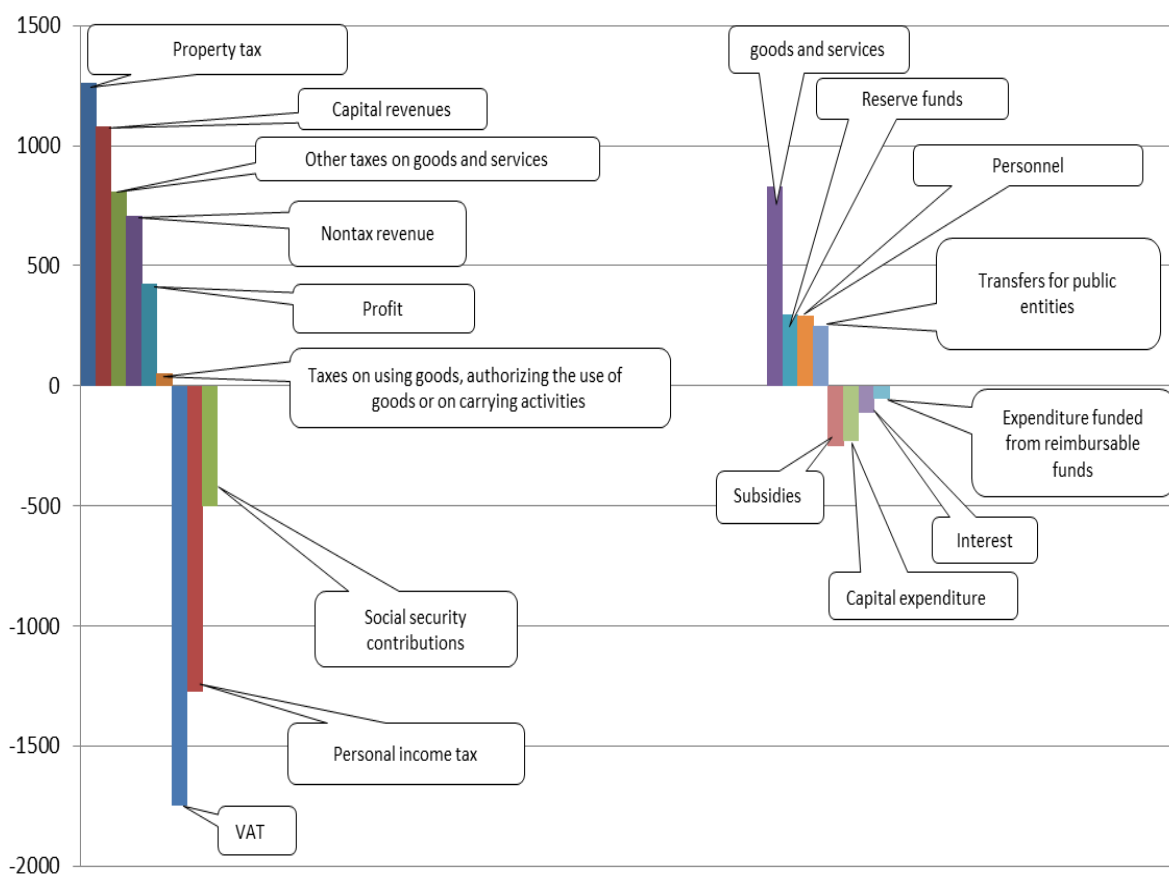 1500
1000
500
0
-500
-1000
-1500
-2000
Property tax
Capital revenues
Other taxes on goods and services
Nontax revenue
Profit
Taxes on using goods, authorizing the use of
goods or on carrying activities
Social security
contributions
Personal income tax
VAT
goods and services
Reserve funds
Personnel
Transfers for public
entities
Expenditure funded
from reimbursable
funds
Subsidies
Interest
Capital expenditure